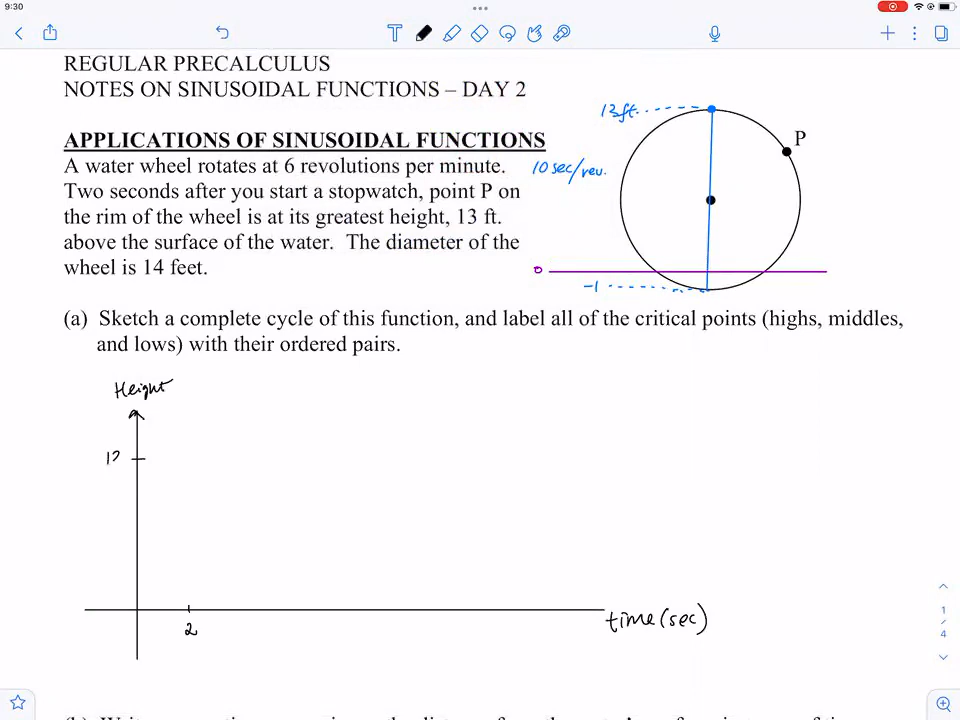 9:30
REGULAR PRECALCULUS
NOTES ON SINUSOIDAL FUNCTIONS – DAY 2
13ft.
P
APPLICATIONS OF SINUSOIDAL FUNCTIONS
A water wheel rotates at 6 revolutions per minute.
10 sec/rev.
Two seconds after you start a stopwatch, point P on
the rim of the wheel is at its greatest height, 13 ft.
above the surface of the water. The diameter of the
wheel is 14 feet.
0
-1
(a) Sketch a complete cycle of this function, and label all of the critical points (highs, middles,
and lows) with their ordered pairs.
Height
time (sec)
2
1
/
4